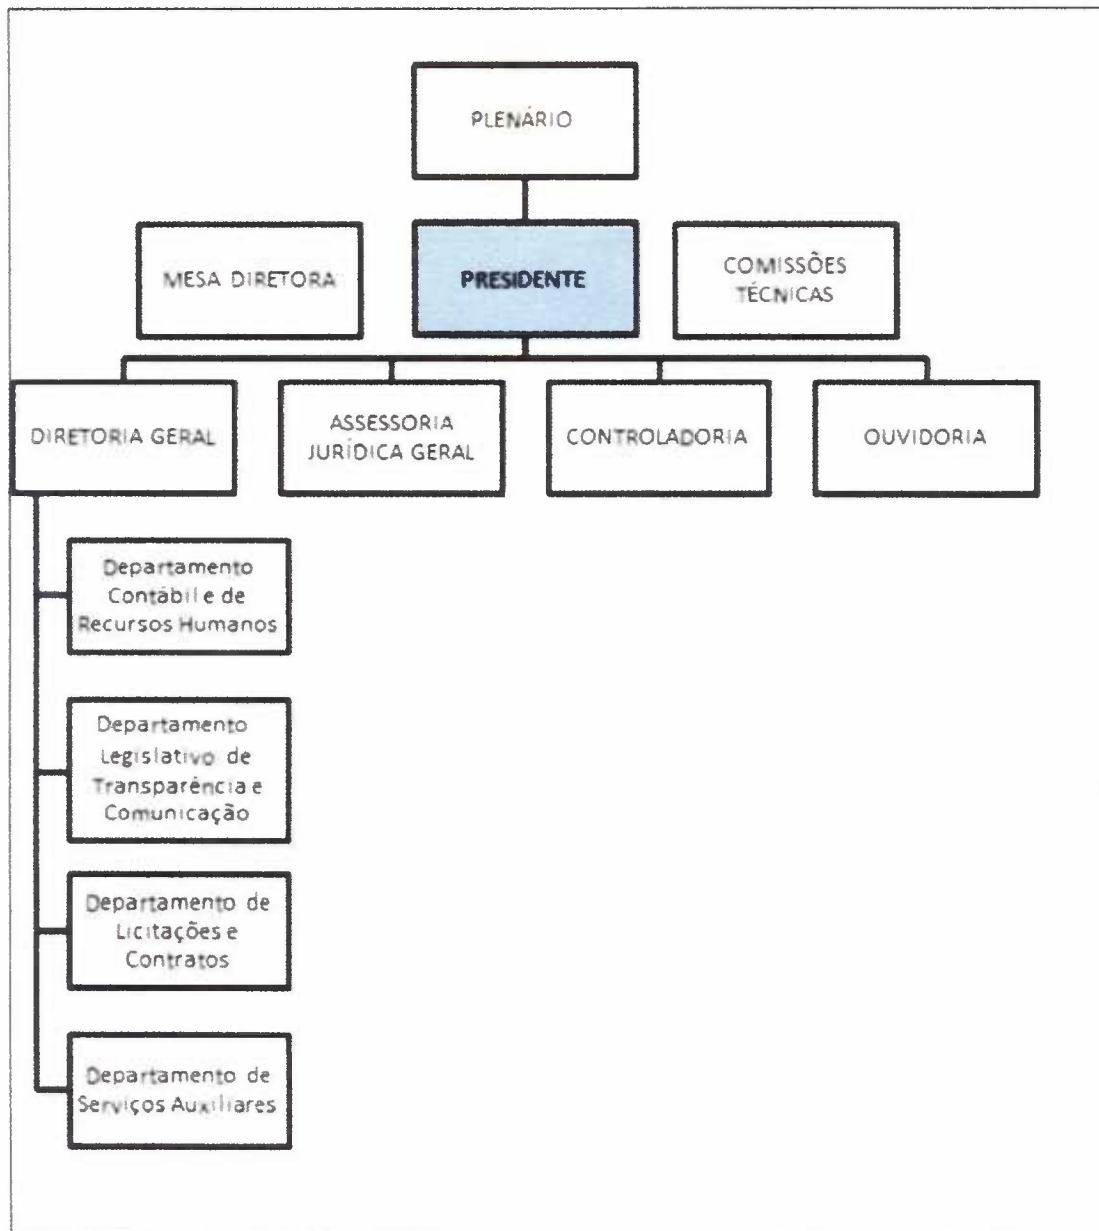 PLENÁRIO
MESA DIRETORA
PRESIDENTE
COMISSÕES
TÉCNICAS
DIRETORIA GERAL
ASSESSORIA
JURÍDICA GERAL
CONTROLADORIA
OUVIDORIA
Departamento
Contábil e de
Recursos Humanos
Departamento
Legislativo de
Transparência e
Comunicação
Departamento de
Licitações e
Contratos
Departamento de
Serviços Auxiliares